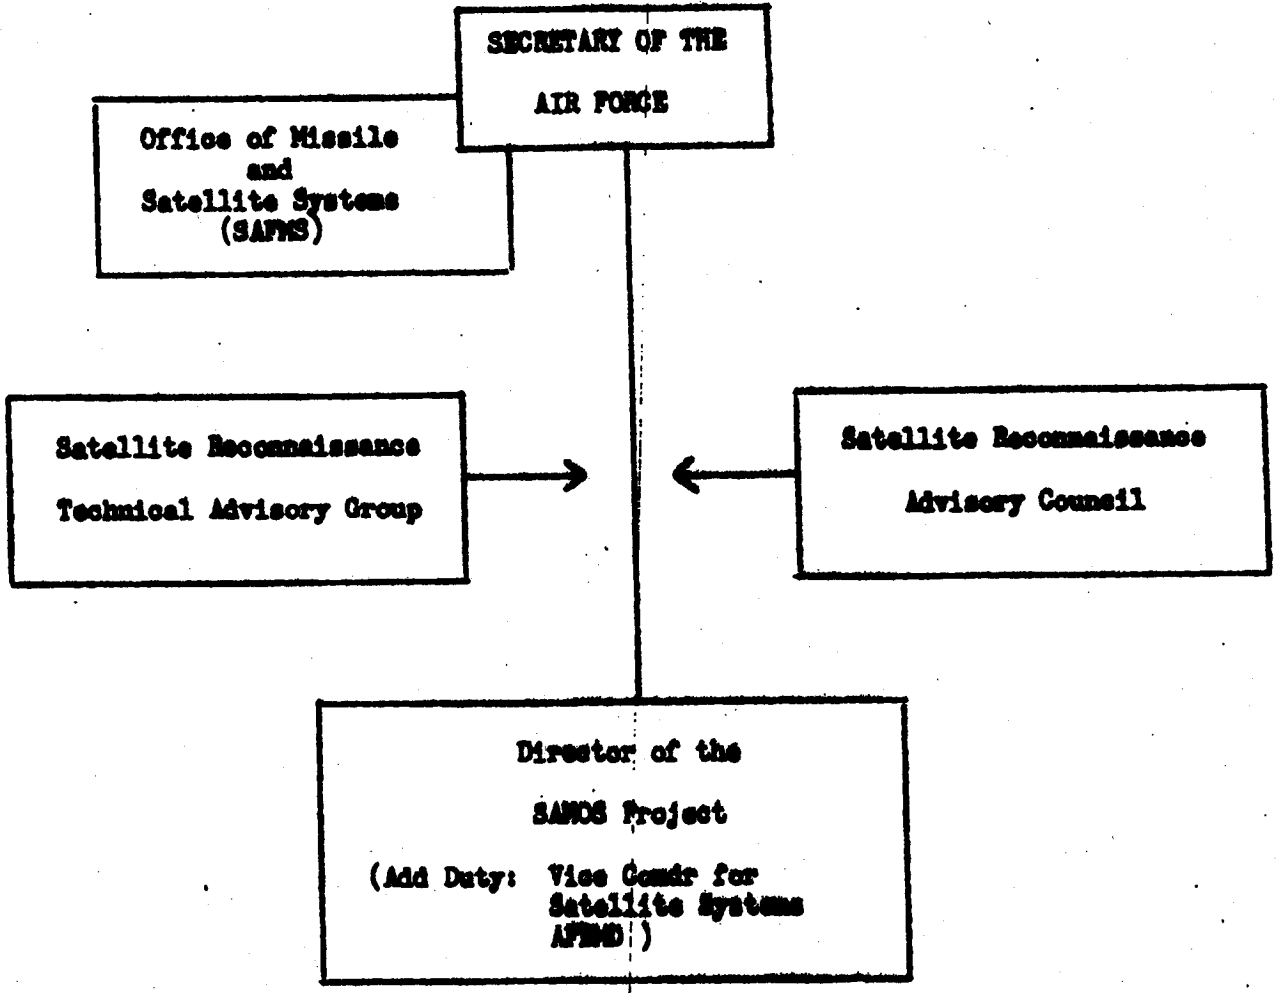 SECRETARY OF THE
AIR FORCE
Office of Missile
and
Satellite Systems
(SAFMS)
Satellite Reconnaissance
Technical Advisory Group
Satellite Reconnaissance
Advisory Council
Director of the
SAMOS Project
(Add Duty: Vice Comdr for
Satellite Systems
AFBMD )